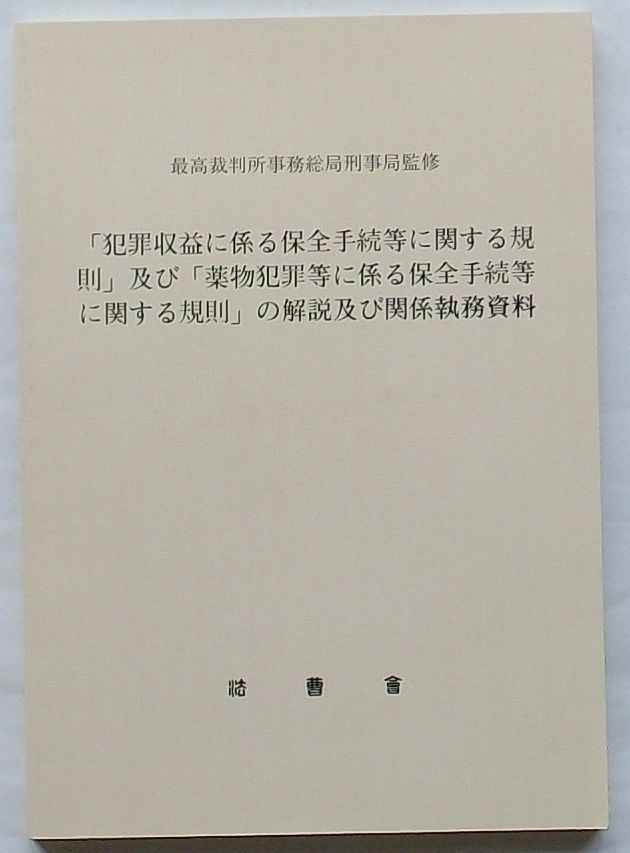 最高裁判所事務総局刑事局監修
「犯罪収益に係る保全手続等に関する規
則」及び「薬物犯罪等に係る保全手続等
に関する規則」の解説及び関係執務資料
法曹會